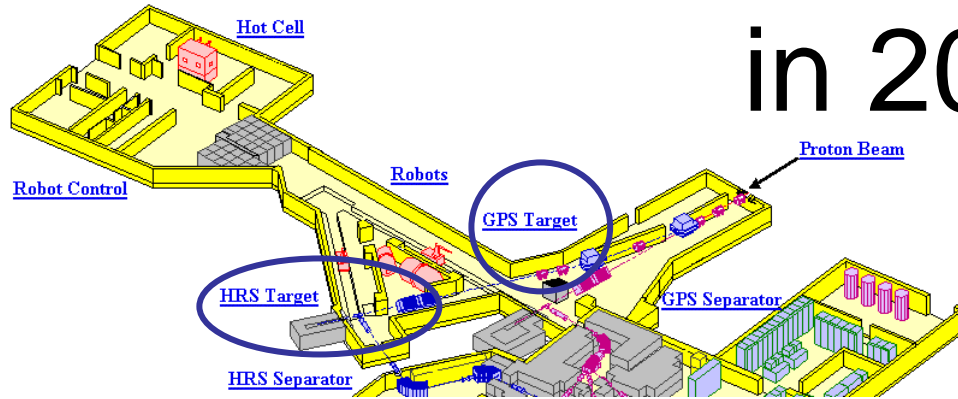 Hot Cell
in 20
Proton Beam
Robots
Robot Control
GPS Target
HRS Target
GPS Separator
HRS Separator